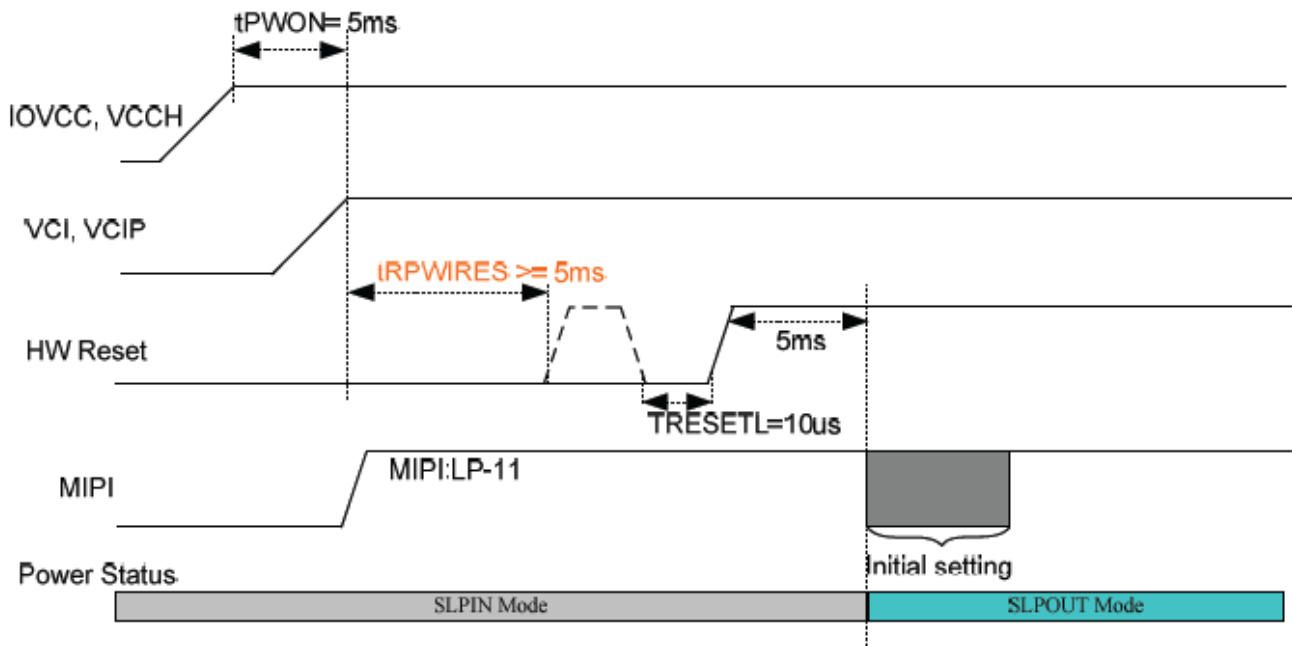 tPWON= 5ms
IOVCC, VCCH
VCI, VCIP
tRPWIRES >= 5ms
HW Reset
5ms
TRESETL=10us
MIPI:LP-11
MIPI
Initial setting
Power Status
SLPIN Mode
SLPOUT Mode